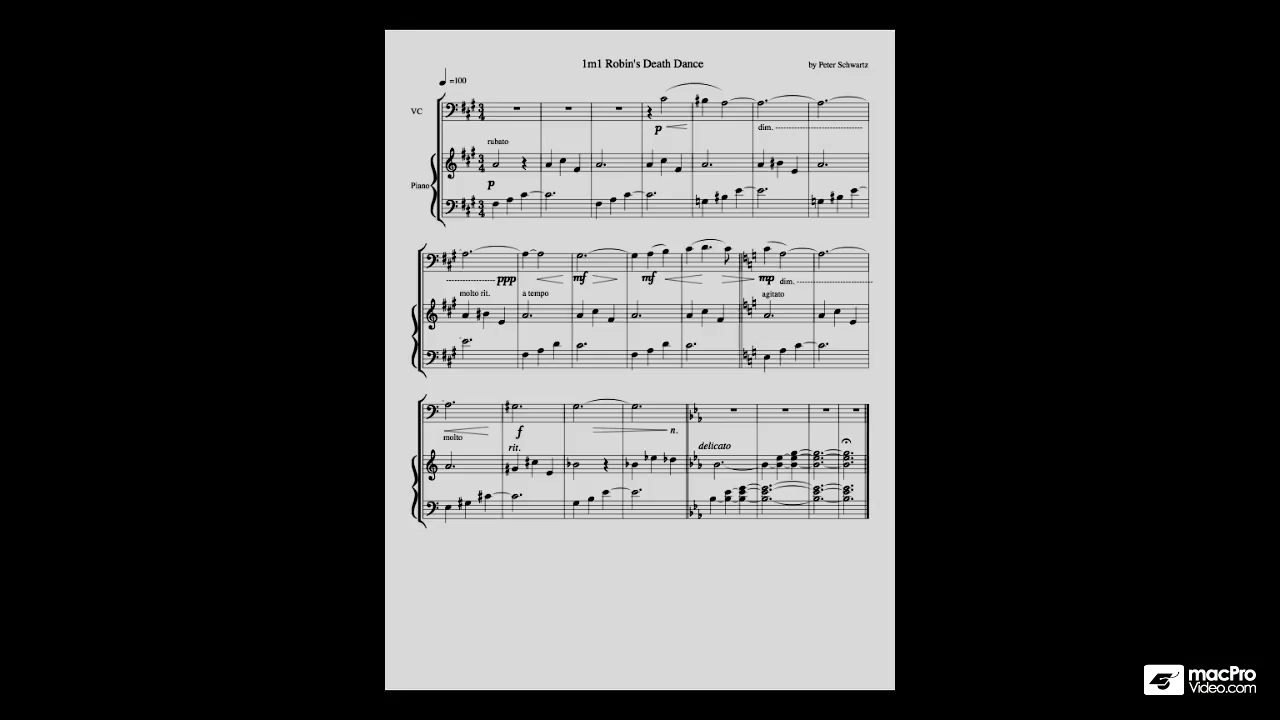 1m1 Robin's Death Dance
by Peter Schwartz
=100
VC
p
dim.
rubato
Piano
p
ppp
mf
mf
mp
dim.
molto rit.
a tempo
agitato
molto
f
n.
rit.
delicato
macPro
Video.com